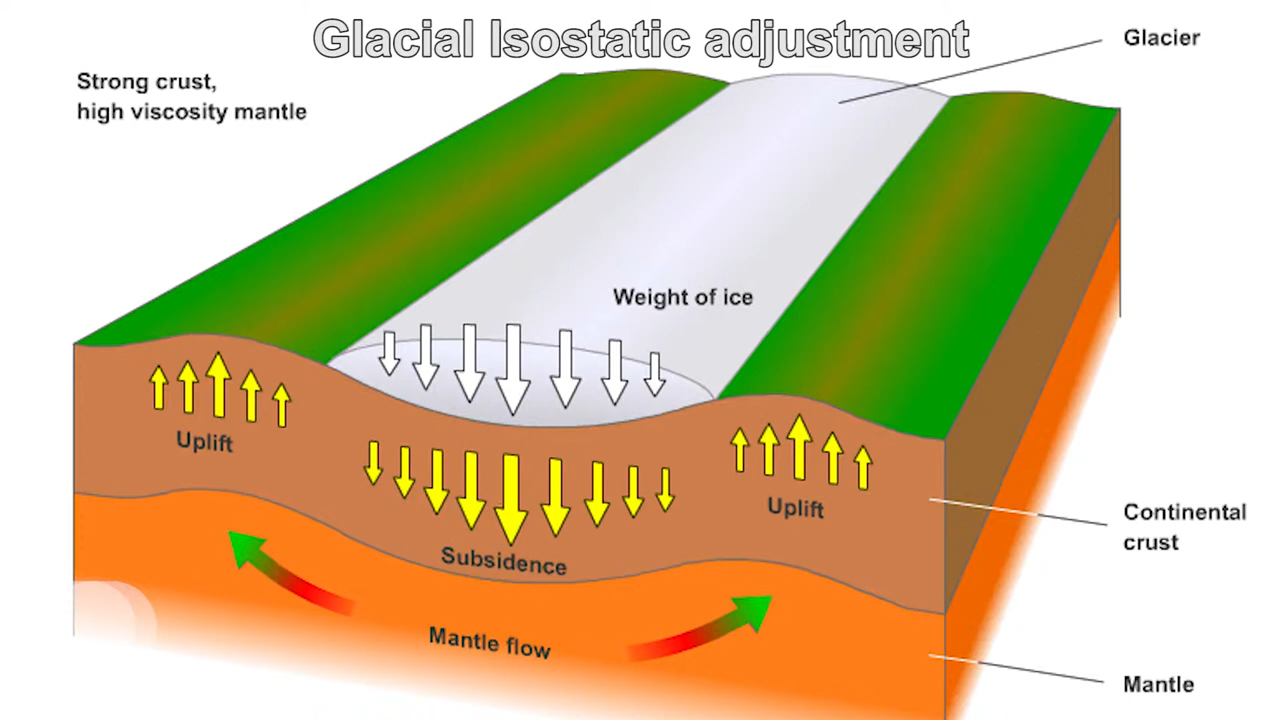 Glacial Isostatic adjustment
Glacier
Strong crust,
high viscosity mantle
Weight of ice
Uplift
Uplift
Subsidence
Continental
crust
Mantle flow
Mantle